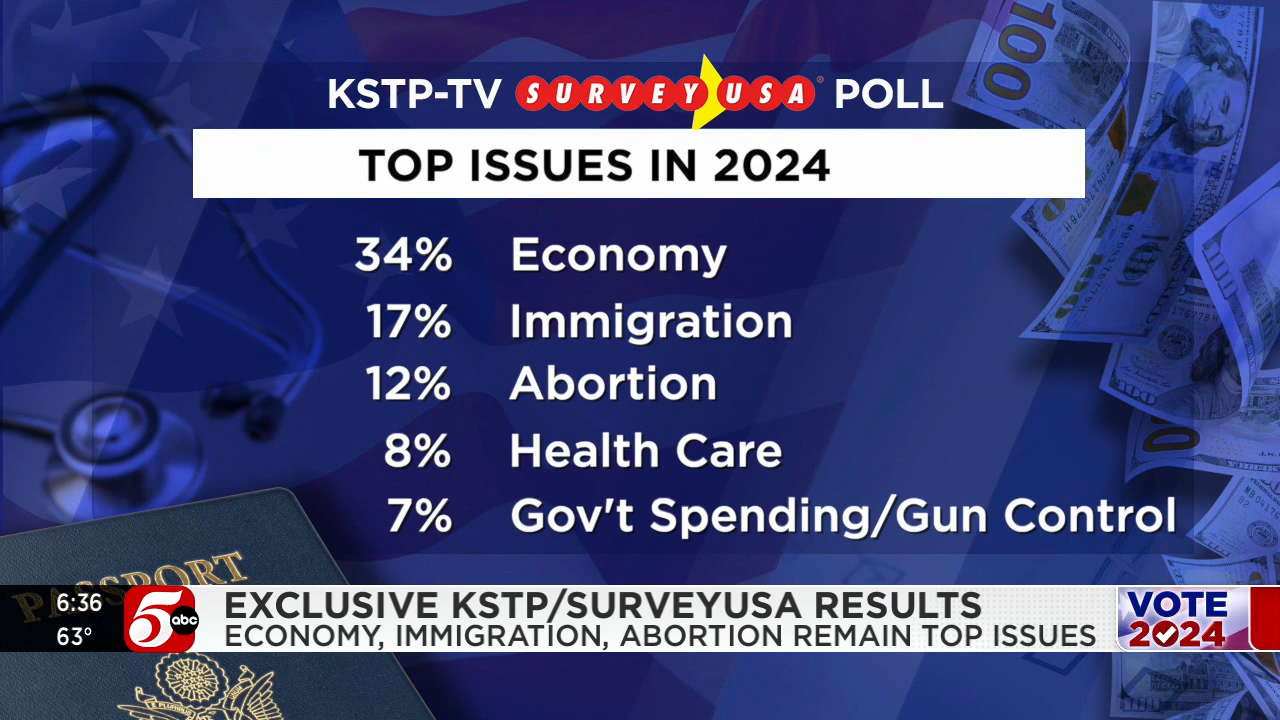 KSTP-TV SURVEY USA® POLL
TOP ISSUES IN 2024
34% Economy
17% Immigration
12% Abortion
8% Health Care
7% Gov't Spending/Gun Control
PASSPORT
6:36
63°
5 abc
EXCLUSIVE KSTP/SURVEYUSA RESULTS
ECONOMY, IMMIGRATION, ABORTION REMAIN TOP ISSUES
VOTE
2024
100
100